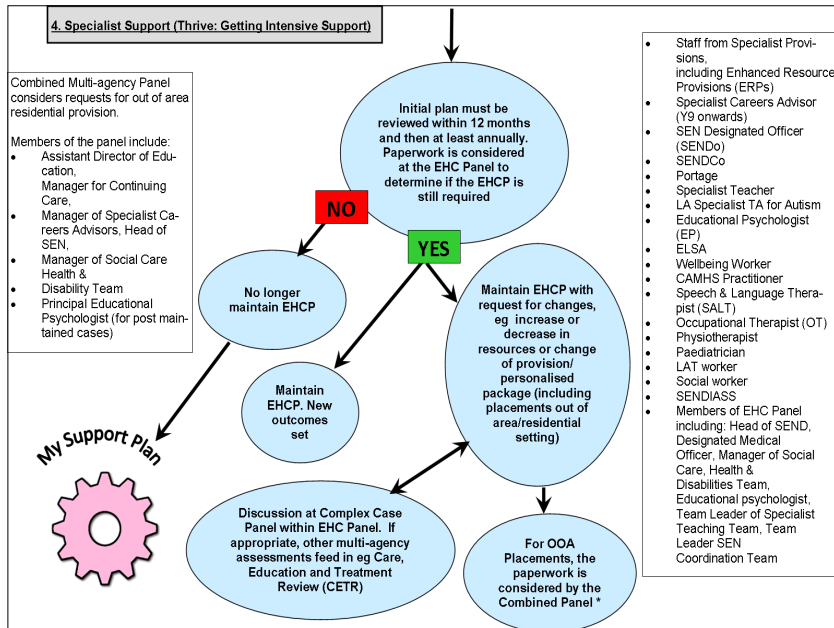 4. Specialist Support (Thrive: Getting Intensive Support)
Combined Multi-agency Panel
considers requests for out of area
residential provision.
Members of the panel include:
• Assistant Director of Edu-
cation,
Manager for Continuing
Care,
• Manager of Specialist Ca-
reers Advisors, Head of
SEN,
• Manager of Social Care
Health &
• Disability Team
• Principal Educational
Psychologist (for post main-
tained cases)
Initial plan must be
reviewed within 12 months
and then at least annually.
Paperwork is considered
at the EHC Panel to
determine if the EHCP is
still required
NO
YES
No longer
maintain EHCP
Maintain
EHCP. New
outcomes
set
Maintain EHCP with
request for changes,
eg increase or
decrease in
resources or change
of provision/
personalised
package (including
placements out of
area/residential
setting)
My Support Plan
Discussion at Complex Case
Panel within EHC Panel. If
appropriate, other multi-agency
assessments feed in eg Care,
Education and Treatment
Review (CETR)
For OOA
Placements, the
paperwork is
considered by the
Combined Panel *
• Staff from Specialist Provi-
sions,
including Enhanced Resource
Provisions (ERPs)
• Specialist Careers Advisor
(Y9 onwards)
• SEN Designated Officer
(SENDo)
• SENDCo
• Portage
• Specialist Teacher
• LA Specialist TA for Autism
• Educational Psychologist
(EP)
• ELSA
• Wellbeing Worker
• CAMHS Practitioner
• Speech & Language Thera-
pist (SALT)
• Occupational Therapist (OT)
• Physiotherapist
• Paediatrician
• LAT worker
• Social worker
• SENDIASS
• Members of EHC Panel
including: Head of SEND,
Designated Medical
Officer, Manager of Social
Care, Health &
Disabilities Team,
Educational psychologist,
Team Leader of Specialist
Teaching Team, Team
Leader SEN
Coordination Team